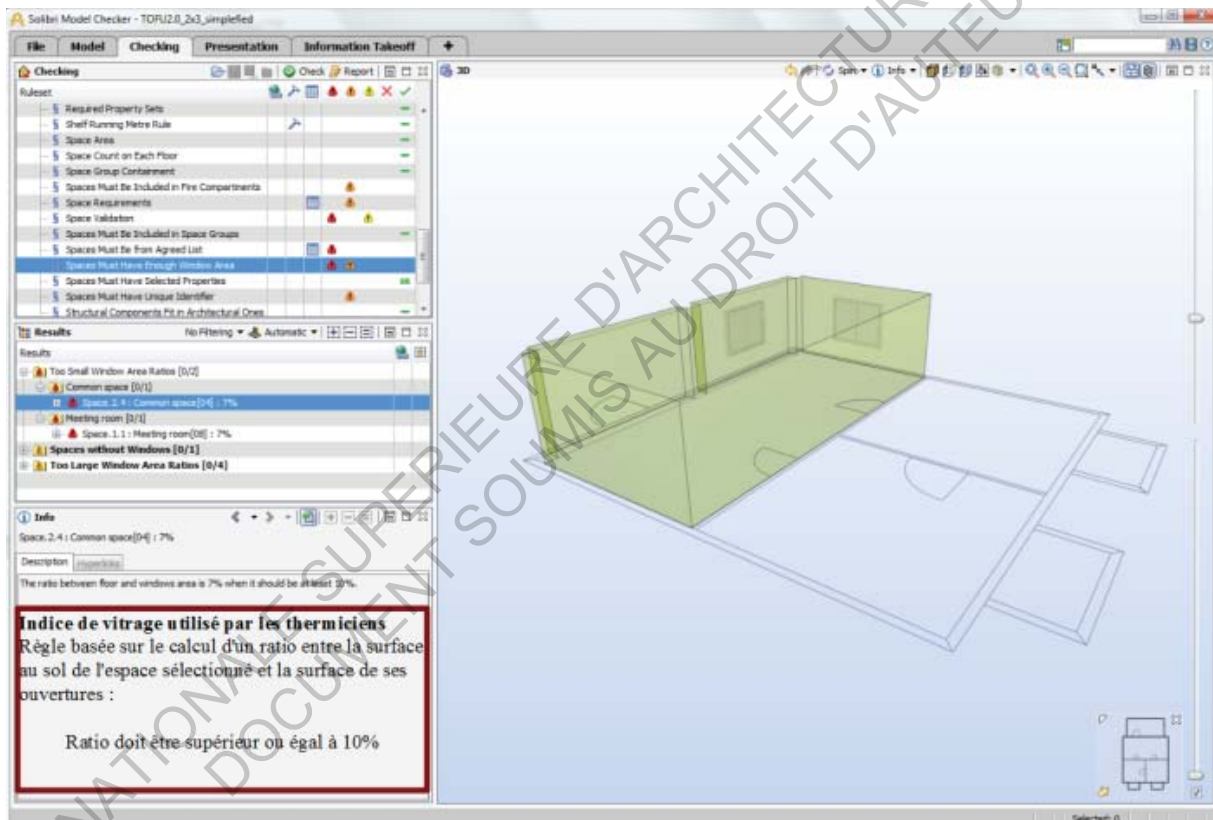 Solibri Model Checker - TOFU2.0_2x3_simplefied
File Model Checking Presentation Information Takeoff +
Checking Check Report
3D Spin Info
Ruleset
§ Required Property Sets
§ Shelf Running Metre Rule
§ Space Area
§ Space Count on Each Floor
§ Space Group Containment
§ Spaces Must Be Included in Fire Compartments
§ Space Requirements
§ Space Validation
§ Spaces Must Be Included in Space Groups
§ Spaces Must Be from Agreed List
Spaces Must Have Enough Window Area
§ Spaces Must Have Selected Properties
§ Spaces Must Have Unique Identifier
§ Structural Components Fit in Architectural Ones
Results No Filtering Automatic
Results
Too Small Window Area Ratios [0/2]
Common space [0/1]
Space.2.4 : Common space[04] : 7%
Meeting room [0/1]
Space.1.1 : Meeting room[08] : 7%
Spaces without Windows [0/1]
Too Large Window Area Ratios [0/4]
Info
Space.2.4 : Common space[04] : 7%
Description Hyperlinks
The ratio between floor and windows area is 7% when it should be at least 10%.
Indice de vitrage utilisé par les thermiciens
Règle basée sur le calcul d'un ratio entre la surface
au sol de l'espace sélectionné et la surface de ses
ouvertures :
Ratio doit être supérieur ou égal à 10%
Selected: 0
NATIONALE SUPERIEURE D'ARCHITECTURE
DOCUMENT SOUMIS AU DROIT D'AUTEUR